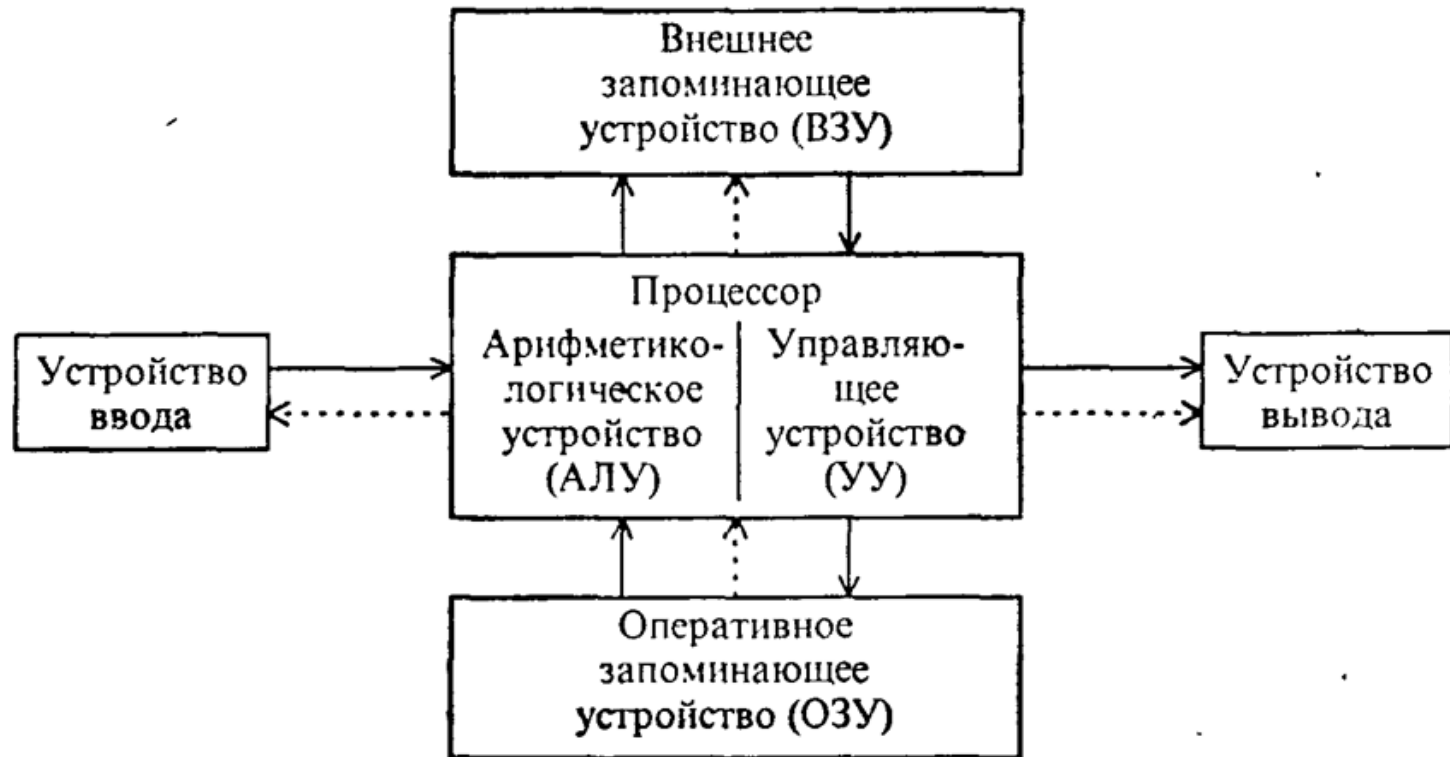 Внешнее
запоминающее
устройство (ВЗУ)
Процессор
Арифметико-
логическое
устройство
(АЛУ)
Управляю-
щее
устройство
(УУ)
Устройство
ввода
Устройство
вывода
Оперативное
запоминающее
устройство (ОЗУ)